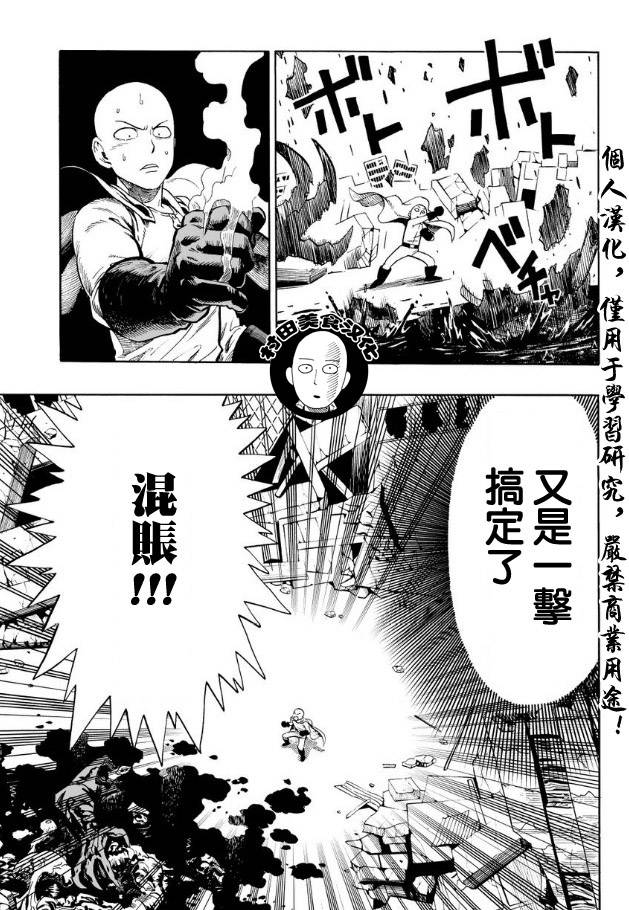 ボト
ボト
ベチャ
村田美食汉化
又是一擊
搞定了
混賬!!!
個人漢化，僅用于學習研究，嚴禁商業用途！